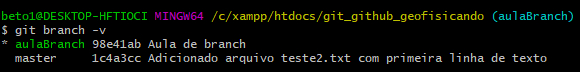 beto1@DESKTOP-HFTIOCI MINGW64 /c/xampp/htdocs/git_github_geofisicando (aulaBranch)
$ git branch -v
* aulaBranch 98e41ab Aula de branch
  master     1c4a3cc Adicionado arquivo teste2.txt com primeira linha de texto